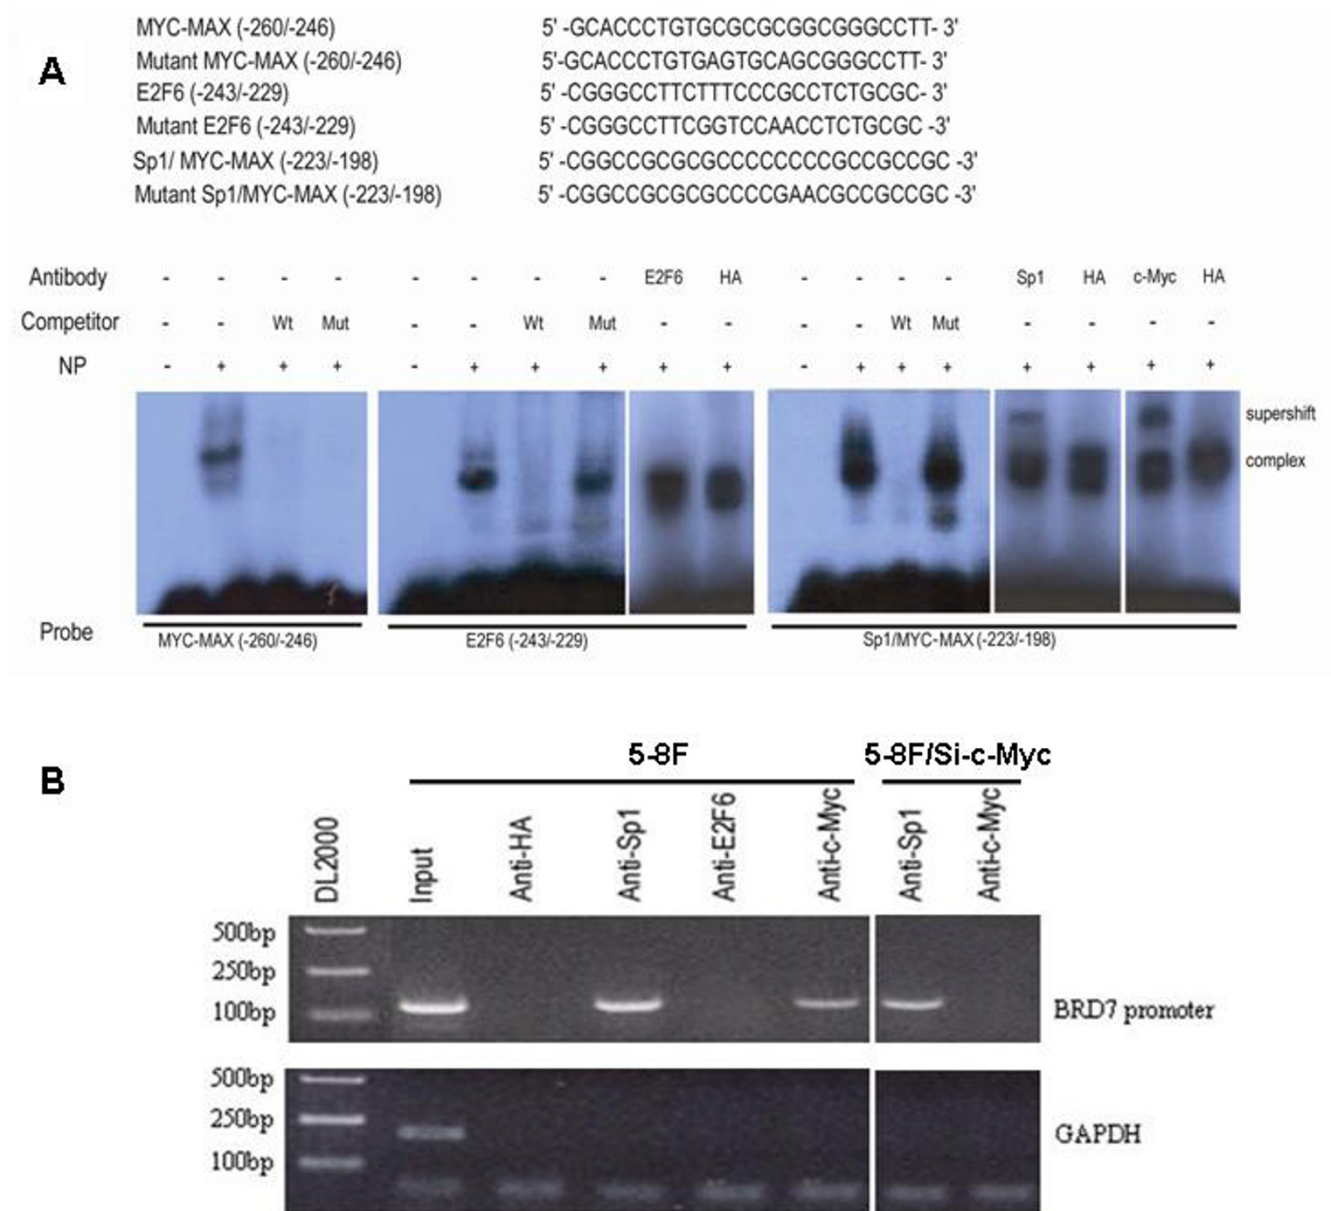 A
MYC-MAX (-260/-246) 5' -GCACCCTGTGCGCGCGGCGGGCCTT- 3'
Mutant MYC-MAX (-260/-246) 5'-GCACCCTGTGAGTGCAGCGGGCCTT- 3'
E2F6 (-243/-229) 5' -CGGGCCTTCTTTCCCGCCTCTGCGC- 3'
Mutant E2F6 (-243/-229) 5' -CGGGCCTTCGGTCCAACCTCTGCGC -3'
Sp1/ MYC-MAX (-223/-198) 5' -CGGCCGCGCGCCCCCCCCGCCGCCGC -3'
Mutant Sp1/MYC-MAX (-223/-198) 5' -CGGCCGCGCGCCCCGAACGCCGCCGC -3'
Antibody - - - - - - - - E2F6 HA - - - - Sp1 HA c-Myc HA
Competitor - - Wt Mut - - Wt Mut - - - - Wt Mut - - - -
NP - + + + - + + + + + - + + + + + + +
supershift
complex
Probe MYC-MAX (-260/-246) E2F6 (-243/-229) Sp1/MYC-MAX (-223/-198)
B
5-8F 5-8F/Si-c-Myc
DL2000 Input Anti-HA Anti-Sp1 Anti-E2F6 Anti-c-Myc Anti-Sp1 Anti-c-Myc
500bp
250bp
100bp
BRD7 promoter
500bp
250bp
100bp
GAPDH